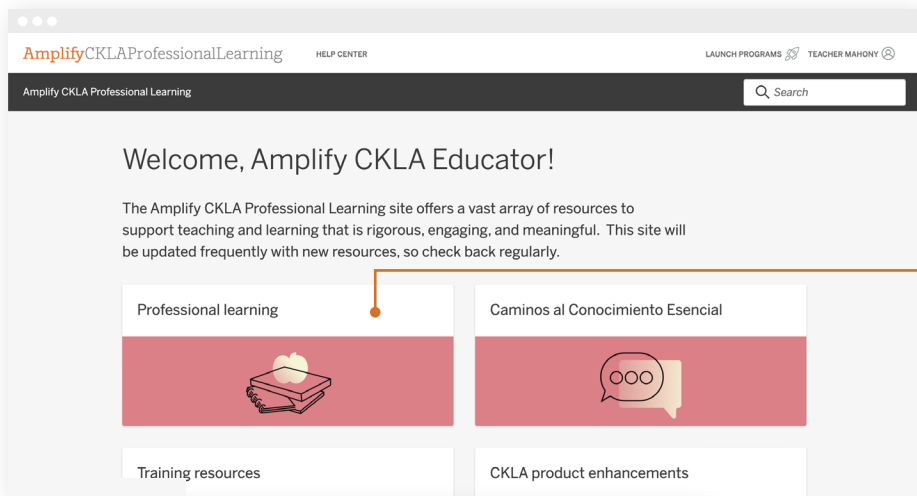 AmplifyCKLAProfessionalLearning HELP CENTER LAUNCH PROGRAMS TEACHER MAHONY
Amplify CKLA Professional Learning Search
Welcome, Amplify CKLA Educator!
The Amplify CKLA Professional Learning site offers a vast array of resources to
support teaching and learning that is rigorous, engaging, and meaningful. This site will
be updated frequently with new resources, so check back regularly.
Professional learning
Caminos al Conocimiento Esencial
Training resources
CKLA product enhancements